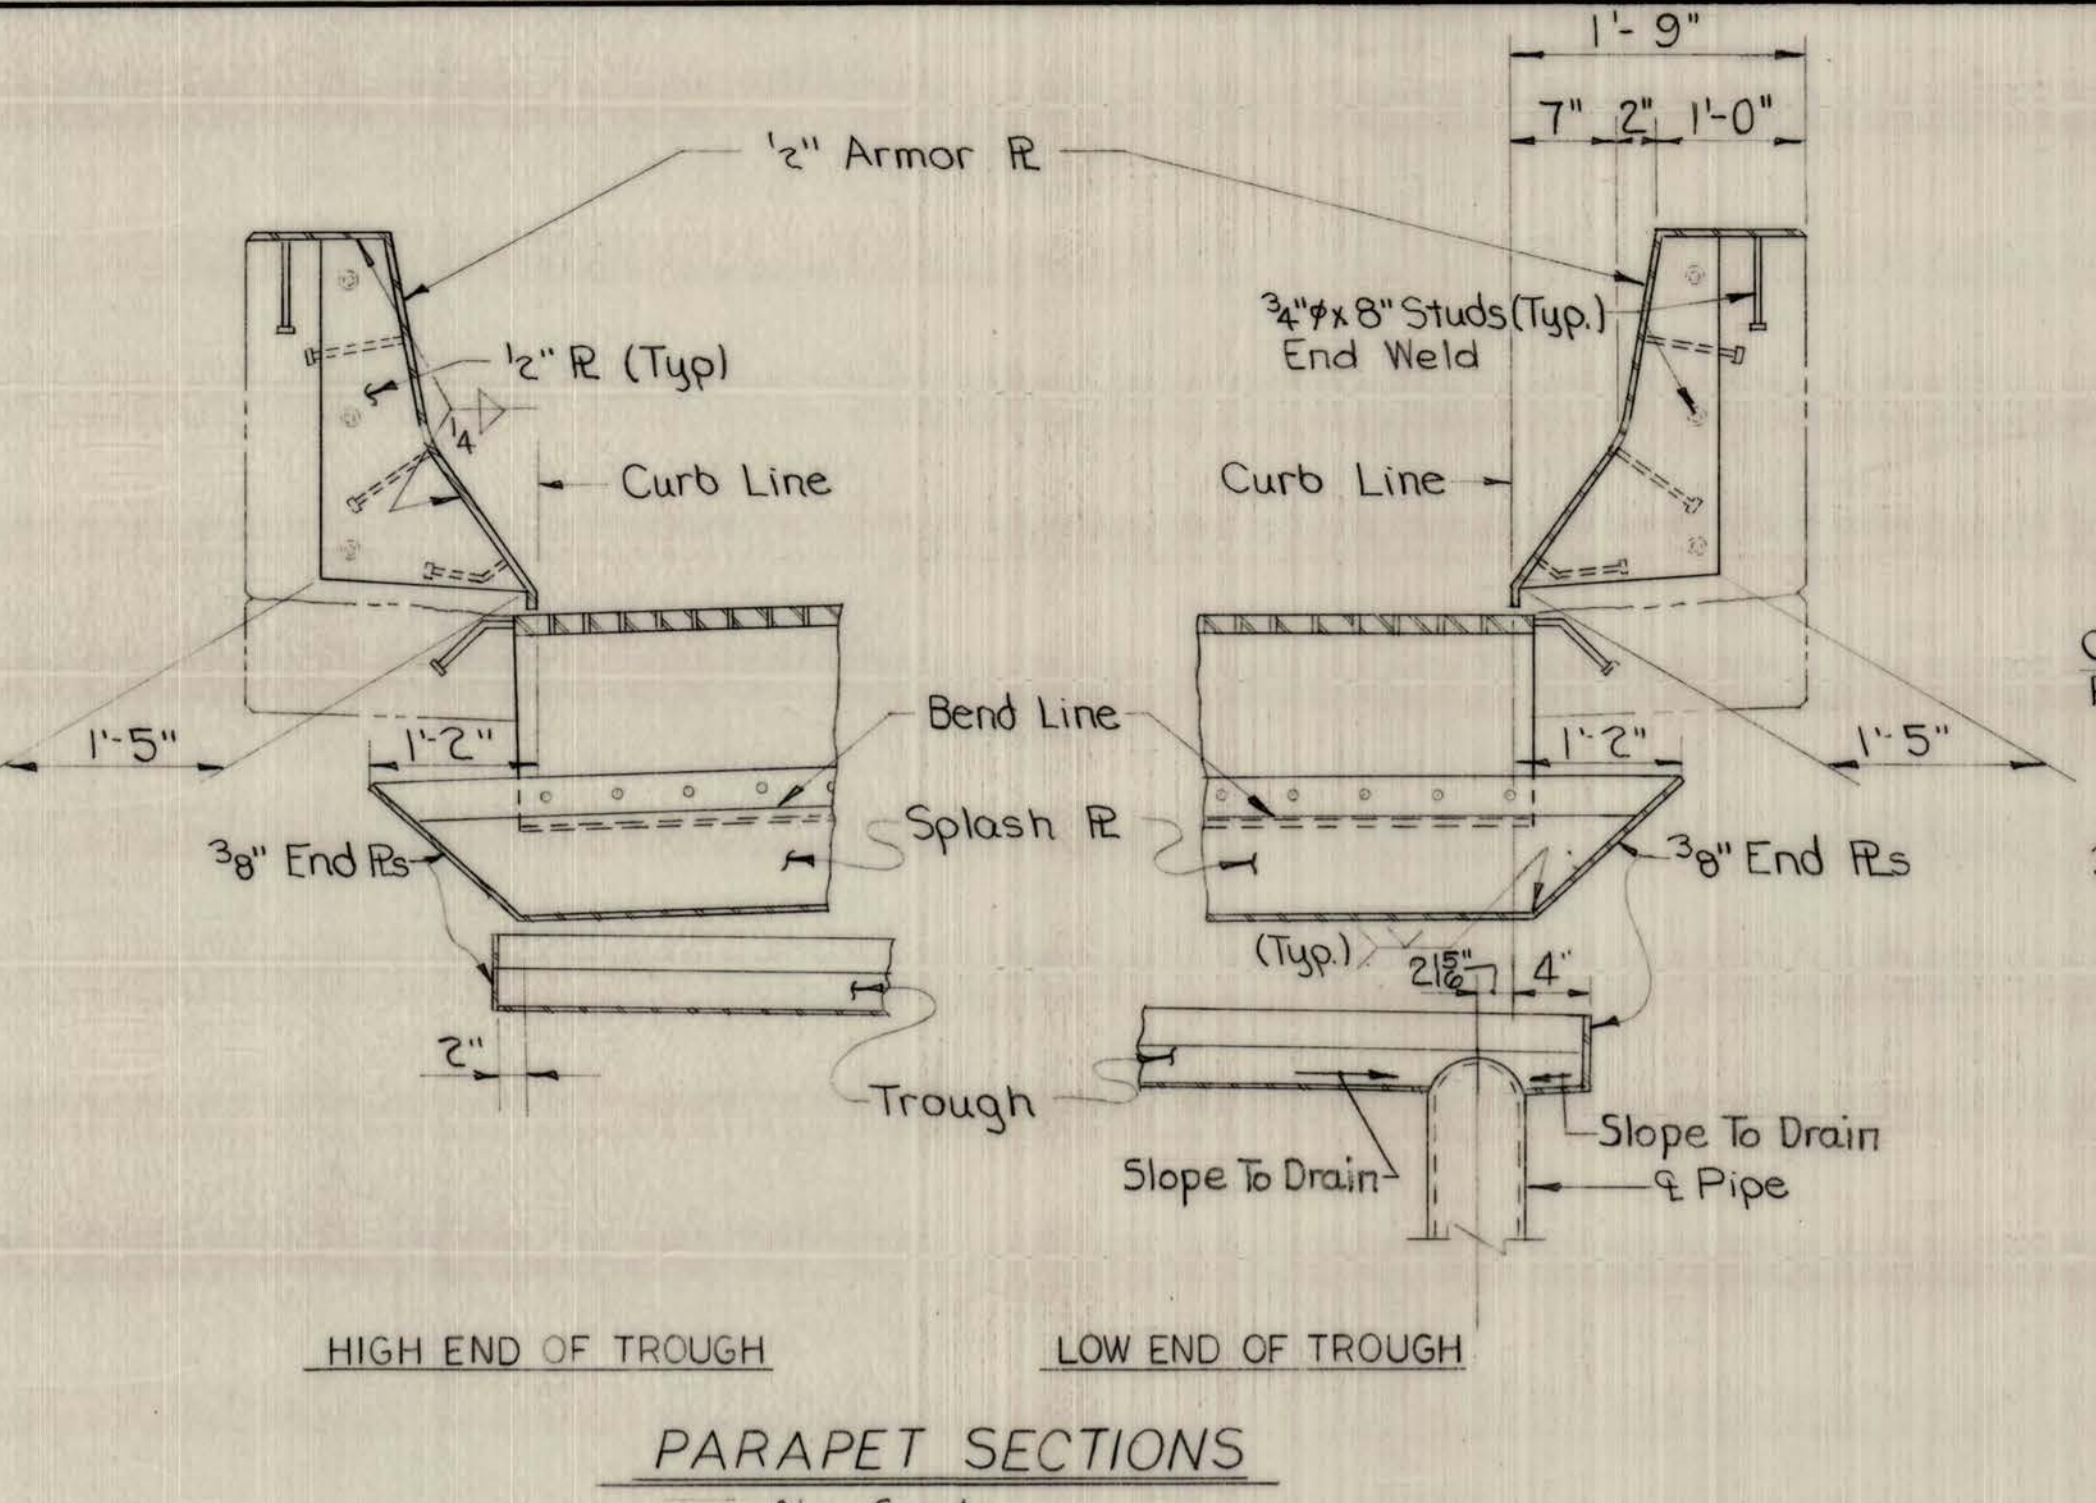 1'-9"
7" 2" 1'-0"
1/2" Armor PL
3/4"φ x 8" Studs (Typ.)
End Weld
1/2" PL (Typ)
1/4
Curb Line
Curb Line
Bend Line
1'-5"
1'-2"
1'-2"
1'-5"
Splash PL
3/8" End PLs
3/8" End PLs
(Typ.)
2 15/16"
4"
2"
Trough
Slope To Drain
Slope To Drain
℄ Pipe
HIGH END OF TROUGH
LOW END OF TROUGH
PARAPET SECTIONS